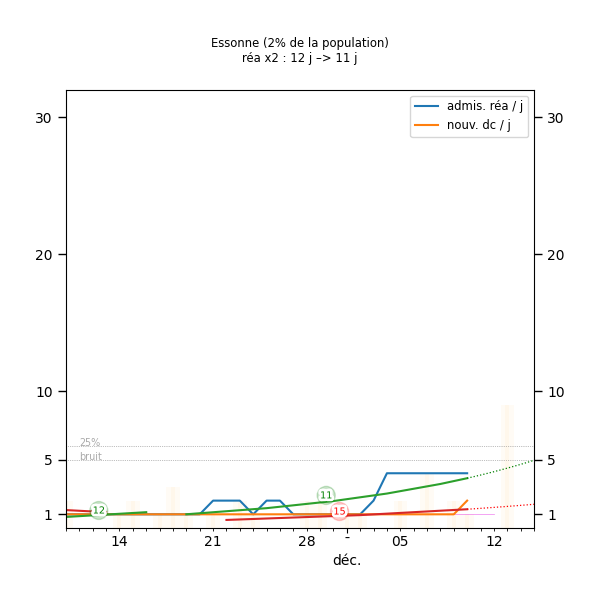 Essonne (2% de la population)
réa x2 : 12 j –> 11 j
admis. réa / j
nouv. dc / j
30 30
20 20
10 10
25%
bruit
5 5
11
12
15
1 1
14 21 28 - 05 12
déc.